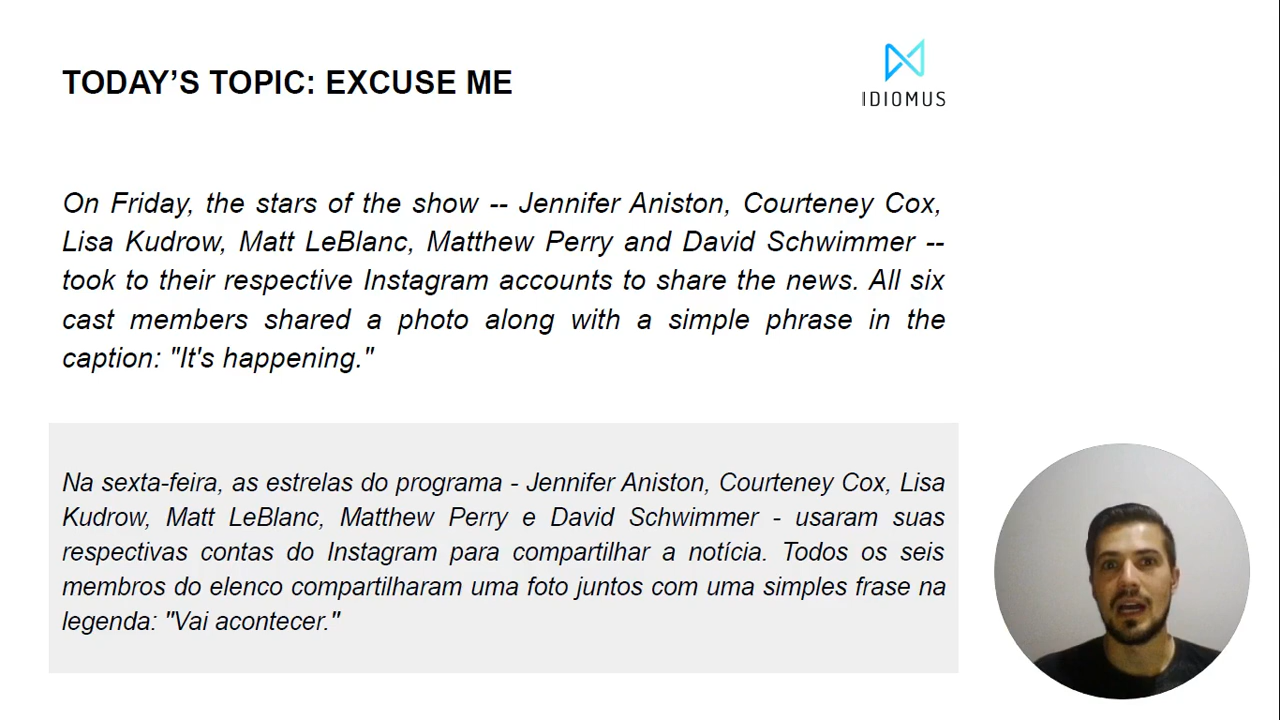 TODAY’S TOPIC: EXCUSE ME
IDIOMUS
On Friday, the stars of the show -- Jennifer Aniston, Courteney Cox,
Lisa Kudrow, Matt LeBlanc, Matthew Perry and David Schwimmer --
took to their respective Instagram accounts to share the news. All six
cast members shared a photo along with a simple phrase in the
caption: "It's happening."
Na sexta-feira, as estrelas do programa - Jennifer Aniston, Courteney Cox, Lisa
Kudrow, Matt LeBlanc, Matthew Perry e David Schwimmer - usaram suas
respectivas contas do Instagram para compartilhar a notícia. Todos os seis
membros do elenco compartilharam uma foto juntos com uma simples frase na
legenda: "Vai acontecer."